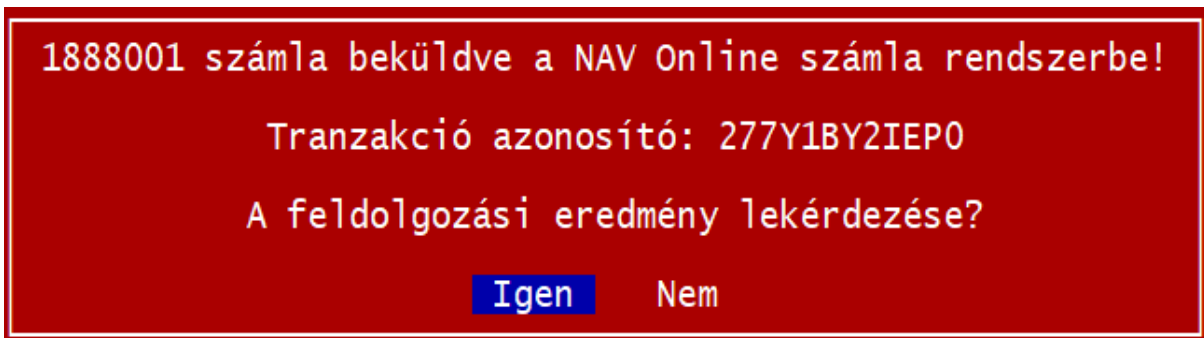 1888001 számla beküldve a NAV Online számla rendszerbe!
Tranzakció azonosító: 277Y1BY2IEP0
A feldolgozási eredmény lekérdezése?
Igen Nem